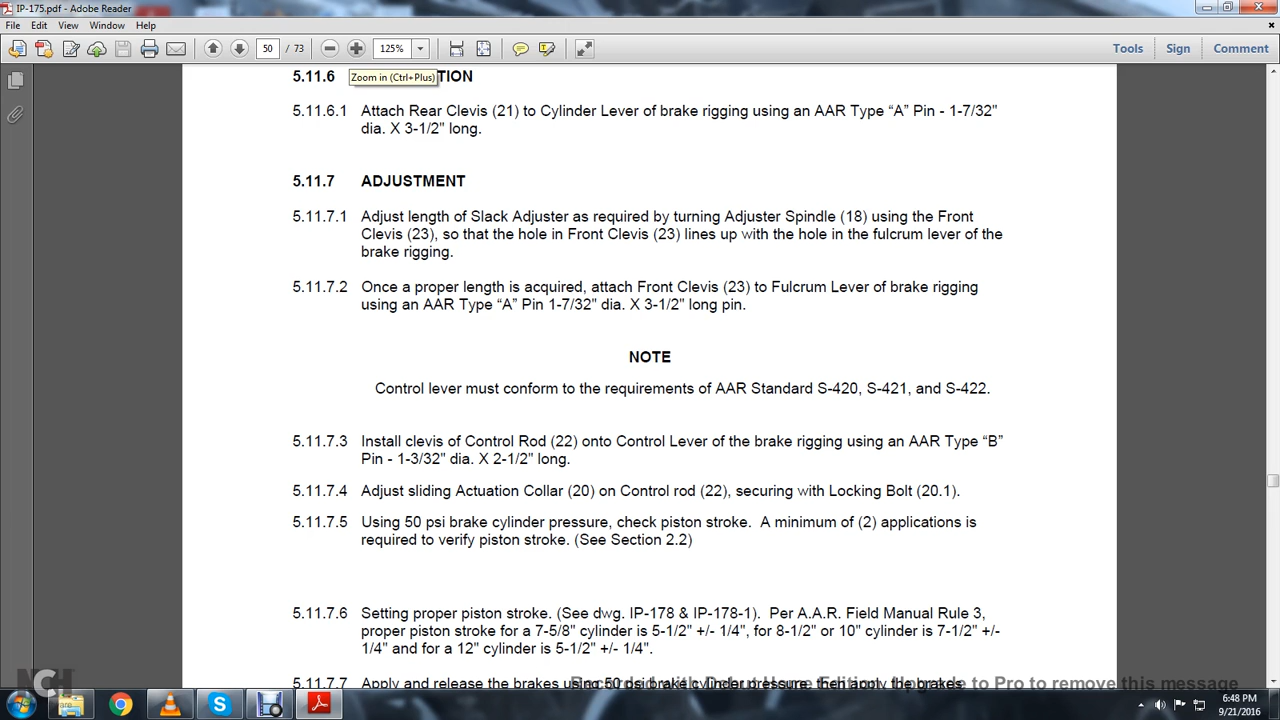 IP-175.pdf - Adobe Reader
File Edit View Window Help
50 / 73 125% Tools Sign Comment
5.11.6 TION
Zoom in (Ctrl+Plus)
5.11.6.1 Attach Rear Clevis (21) to Cylinder Lever of brake rigging using an AAR Type “A” Pin - 1-7/32"
dia. X 3-1/2" long.
5.11.7 ADJUSTMENT
5.11.7.1 Adjust length of Slack Adjuster as required by turning Adjuster Spindle (18) using the Front
Clevis (23), so that the hole in Front Clevis (23) lines up with the hole in the fulcrum lever of the
brake rigging.
5.11.7.2 Once a proper length is acquired, attach Front Clevis (23) to Fulcrum Lever of brake rigging
using an AAR Type “A” Pin 1-7/32" dia. X 3-1/2" long pin.
NOTE
Control lever must conform to the requirements of AAR Standard S-420, S-421, and S-422.
5.11.7.3 Install clevis of Control Rod (22) onto Control Lever of the brake rigging using an AAR Type “B”
Pin - 1-3/32" dia. X 2-1/2" long.
5.11.7.4 Adjust sliding Actuation Collar (20) on Control rod (22), securing with Locking Bolt (20.1).
5.11.7.5 Using 50 psi brake cylinder pressure, check piston stroke. A minimum of (2) applications is
required to verify piston stroke. (See Section 2.2)
5.11.7.6 Setting proper piston stroke. (See dwg. IP-178 & IP-178-1). Per A.A.R. Field Manual Rule 3,
proper piston stroke for a 7-5/8" cylinder is 5-1/2" +/- 1/4", for 8-1/2" or 10" cylinder is 7-1/2" +/-
1/4" and for a 12" cylinder is 5-1/2" +/- 1/4".
5.11.7.7 Apply and release the brakes using 50 psi brake cylinder pressure, then apply the brakes
NCH
to Pro to remove this message
6:48 PM
9/21/2016